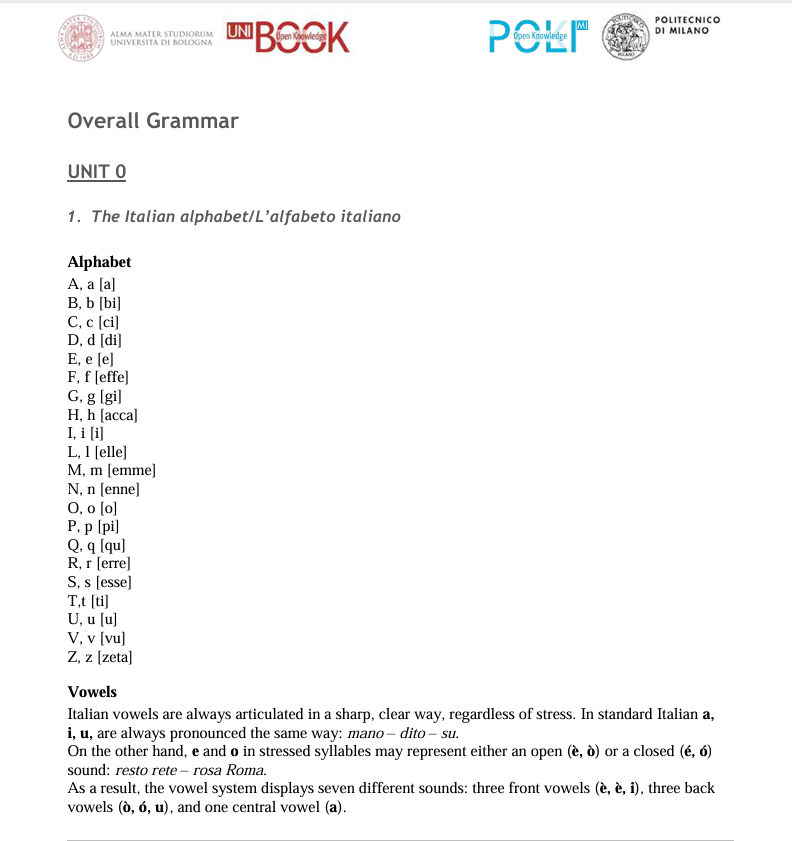 ALMA MATER STUDIORUM
UNIVERSITÀ DI BOLOGNA
UNI BOOK
Open Knowledge
POLI MI
Open Knowledge
POLITECNICO
DI MILANO
Overall Grammar
UNIT 0
1. The Italian alphabet/L’alfabeto italiano
Alphabet
A, a [a]
B, b [bi]
C, c [ci]
D, d [di]
E, e [e]
F, f [effe]
G, g [gi]
H, h [acca]
I, i [i]
L, l [elle]
M, m [emme]
N, n [enne]
O, o [o]
P, p [pi]
Q, q [qu]
R, r [erre]
S, s [esse]
T,t [ti]
U, u [u]
V, v [vu]
Z, z [zeta]
Vowels
Italian vowels are always articulated in a sharp, clear way, regardless of stress. In standard Italian a,
i, u, are always pronounced the same way: mano – dito – su.
On the other hand, e and o in stressed syllables may represent either an open (è, ò) or a closed (é, ó)
sound: resto rete – rosa Roma.
As a result, the vowel system displays seven different sounds: three front vowels (è, è, i), three back
vowels (ò, ó, u), and one central vowel (a).